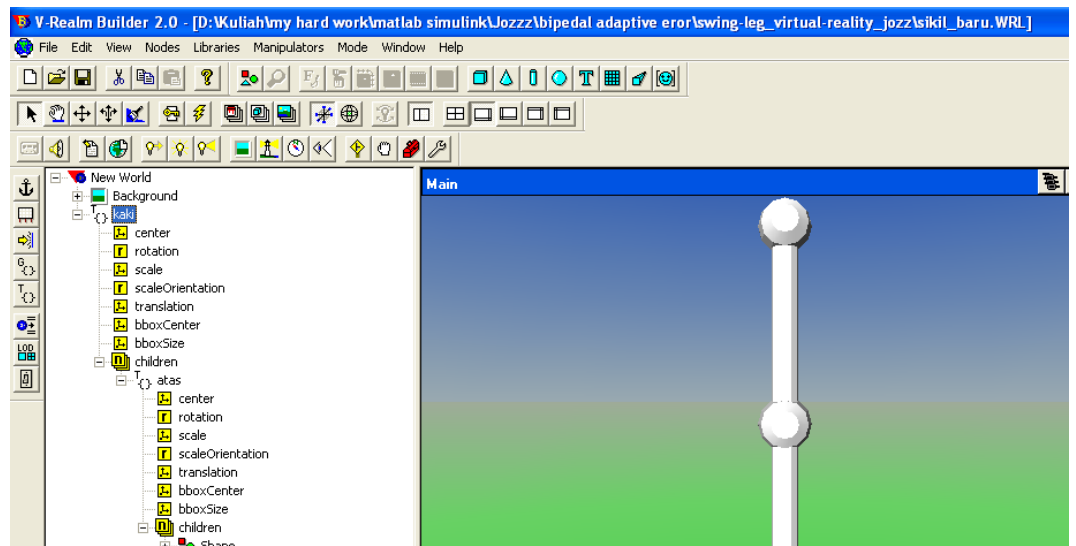 V-Realm Builder 2.0 - [D:\Kuliah\my hard work\matlab simulink\Jozzz\bipedal adaptive eror\swing-leg_virtual-reality_jozz\sikil_baru.WRL]
File Edit View Nodes Libraries Manipulators Mode Window Help
New World
Background
kaki
center
rotation
scale
scaleOrientation
translation
bboxCenter
bboxSize
children
atas
center
rotation
scale
scaleOrientation
translation
bboxCenter
bboxSize
children
Shape
Main
LOD